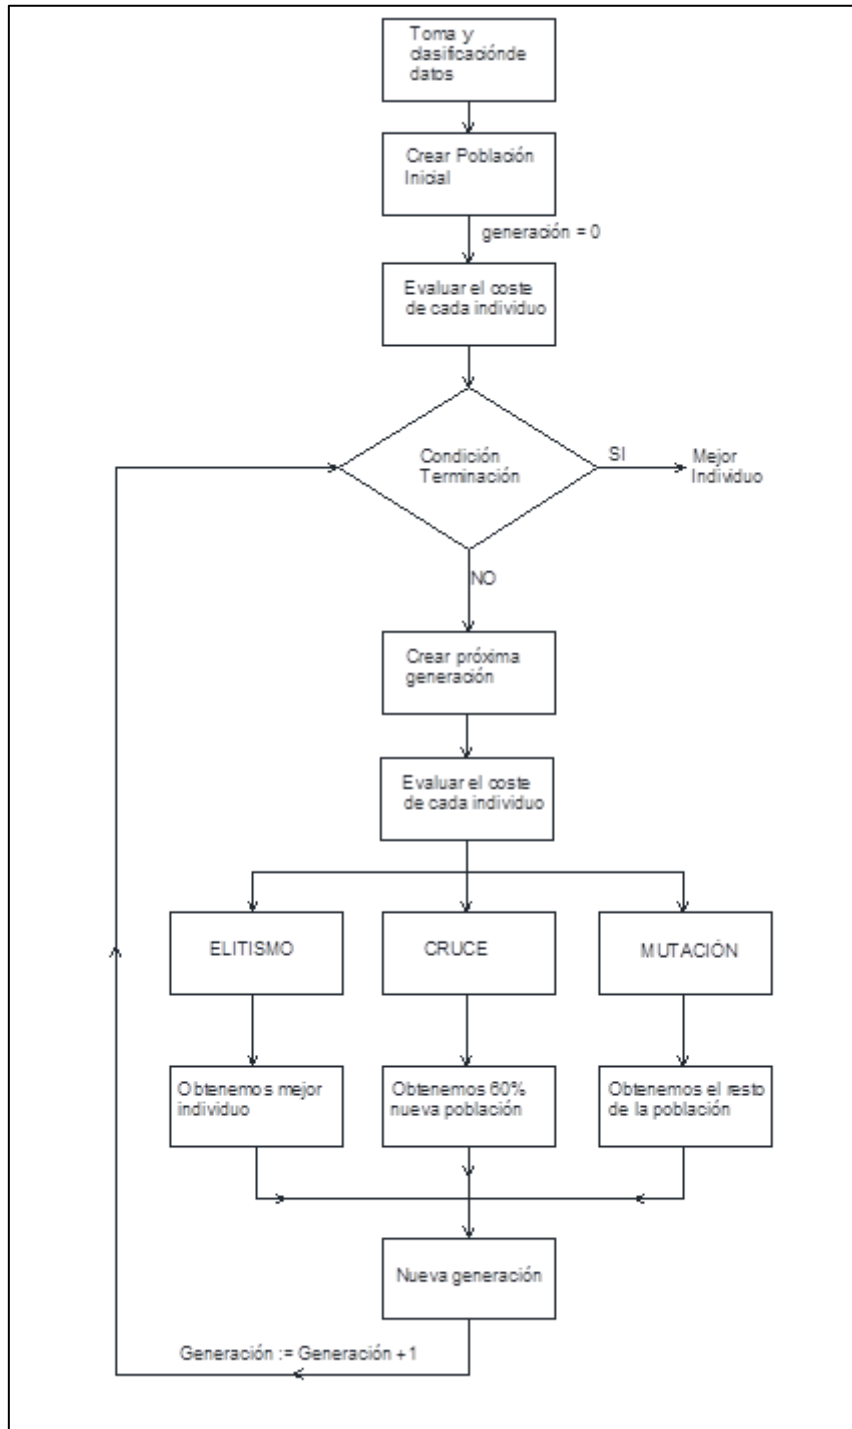 Toma y
clasificaciónde
datos
Crear Población
Inicial
generación = 0
Evaluar el coste
de cada individuo
Condición
Terminación
SI
Mejor
Individuo
NO
Crear próxima
generación
Evaluar el coste
de cada individuo
ELITISMO
CRUCE
MUTACIÓN
Obtenemos mejor
individuo
Obtenemos 60%
nueva población
Obtenemos el resto
de la población
Nueva generación
Generación := Generación +1